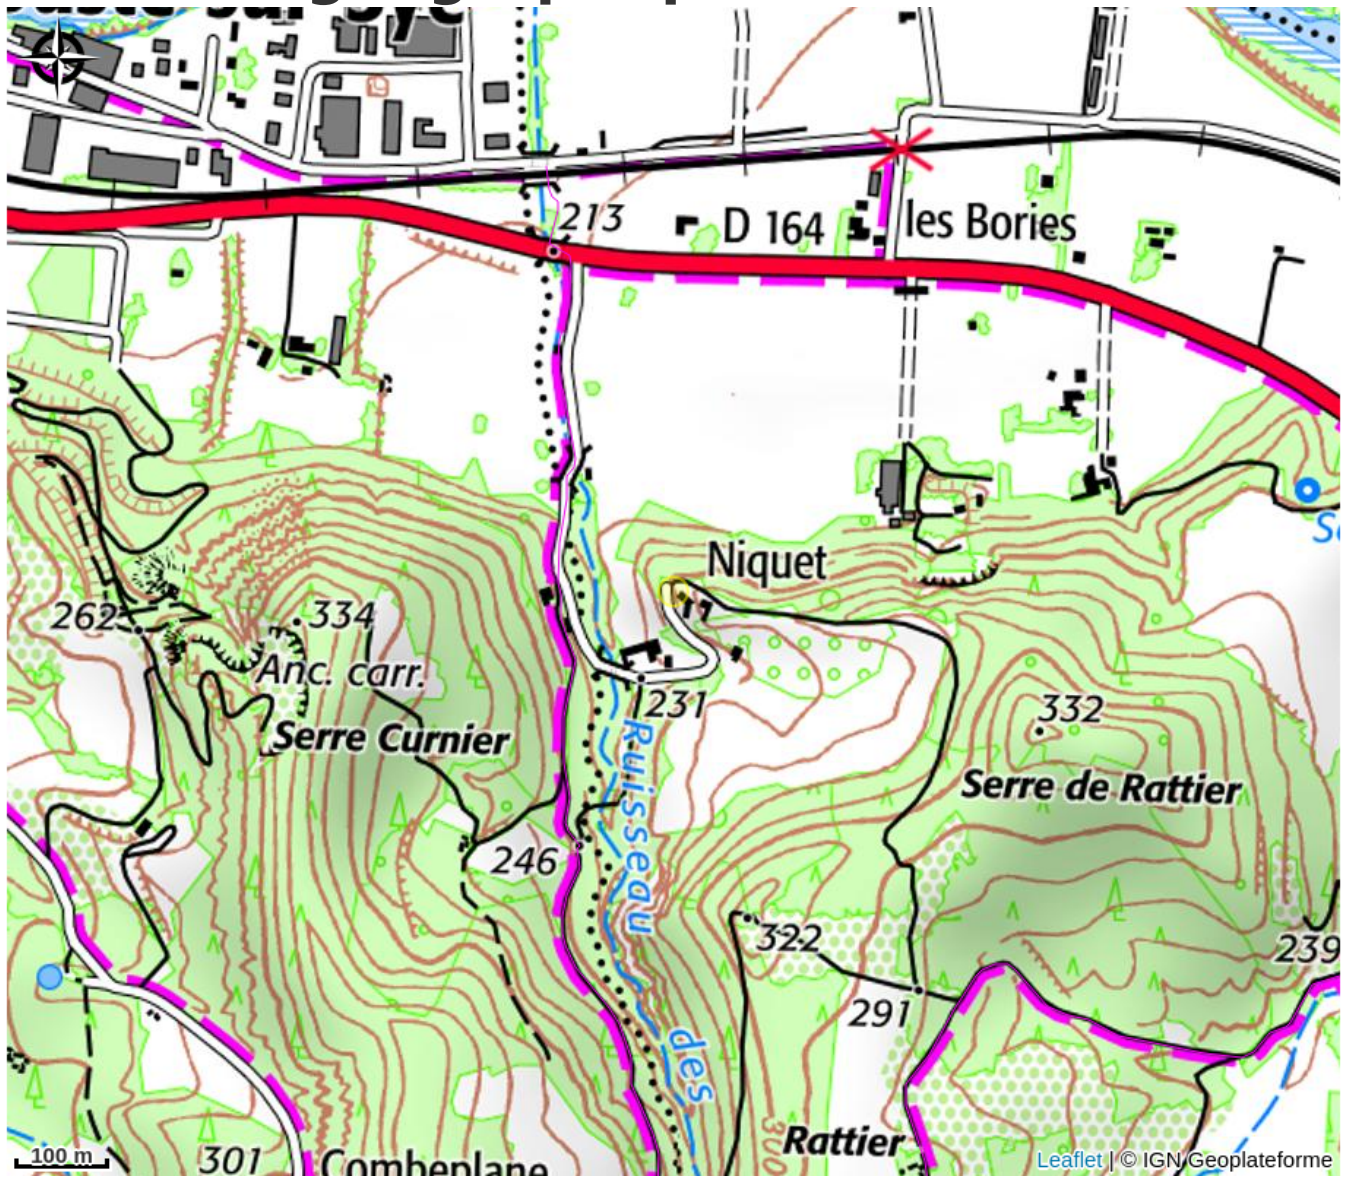 213
D 164
les Bories
Niquet
262
334
Anc. carr.
231
332
Serre Curnier
Serre de Rattier
Ruisseau
246
322
239
291
des
300
Rattier
301
Combeplane
100 m
Leaflet | © IGN Geoplateforme